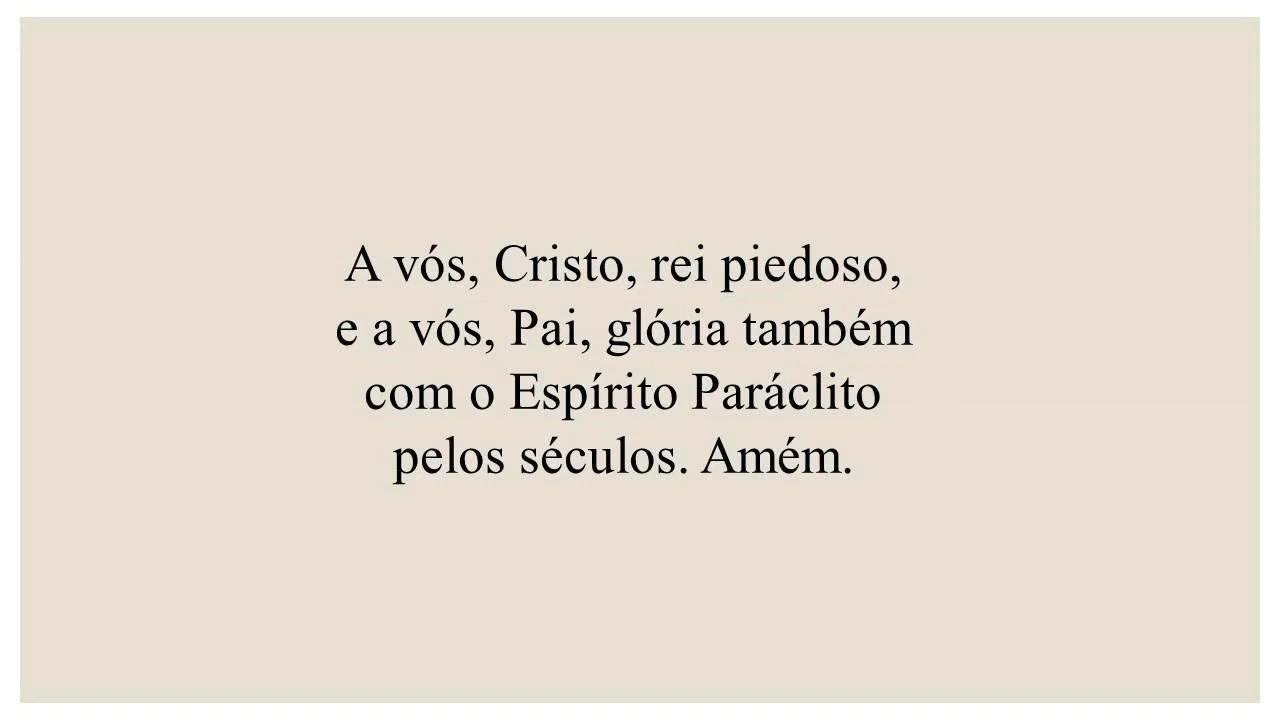 A vós, Cristo, rei piedoso,
e a vós, Pai, glória também
com o Espírito Paráclito
pelos séculos. Amém.